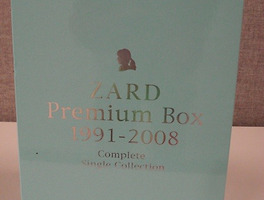 ZARD
Premium Box
1991-2008
Complete
Single Collection